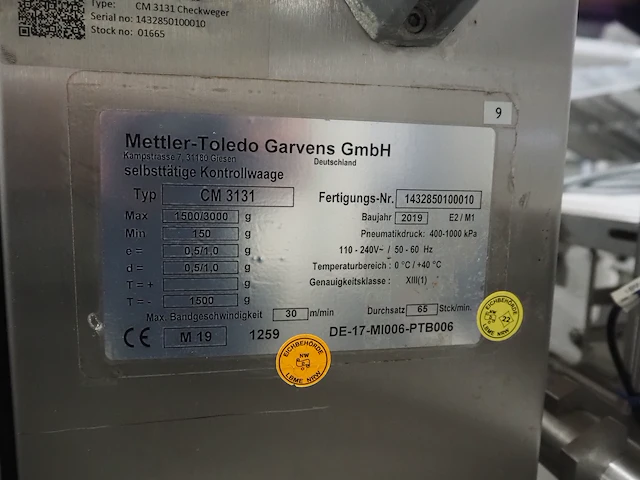 Type: CM 3131 Checkweger
Serial no: 1432850100010
Stock no: 01665
9
Mettler-Toledo Garvens GmbH
Kampstrasse 7, 31180 Giesen Deutschland
selbsttätige Kontrollwaage
Typ CM 3131 Fertigungs-Nr. 1432850100010
Max 1500/3000 g Baujahr 2019 E2 / M1
Min 150 g Pneumatikdruck: 400-1000 kPa
e = 0,5/1,0 g 110 - 240V~ / 50 - 60 Hz
d = 0,5/1,0 g Temperaturbereich : 0 °C / +40 °C
T = + g Genauigkeitsklasse : XIII(1)
T = - 1500 g
Max. Bandgeschwindigkeit 30 m/min Durchsatz 65 Stck/min.
CE M 19 1259 DE-17-MI006-PTB006
EICHBEHÖRDE
NW
LBME NRW
EICHBEHÖRDE
NW 22
LBME NRW